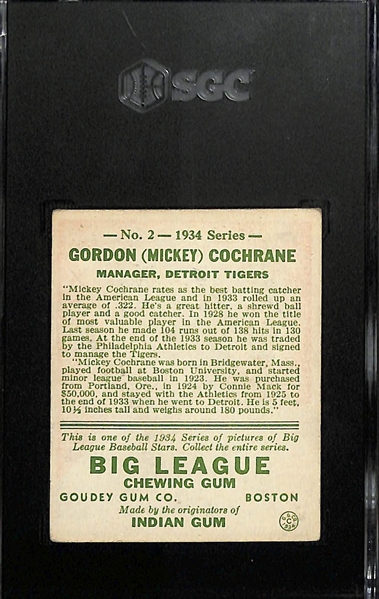 SGC
— No. 2 — 1934 Series —
GORDON (MICKEY) COCHRANE
MANAGER, DETROIT TIGERS
"Mickey Cochrane rates as the best batting catcher
in the American League and in 1933 rolled up an
average of .322. He's a great hitter, a shrewd ball
player and a good catcher. In 1928 he won the title
of most valuable player in the American League.
Last season he made 104 runs out of 138 hits in 130
games. At the end of the 1933 season he was traded
by the Philadelphia Athletics to Detroit and signed
to manage the Tigers.
"Mickey Cochrane was born in Bridgewater, Mass.,
played football at Boston University, and started
minor league baseball in 1923. He was purchased
from Portland, Ore., in 1924 by Connie Mack for
$50,000, and stayed with the Athletics from 1925 to
the end of 1933 when he went to Detroit. He is 5 feet,
10½ inches tall and weighs around 180 pounds."
This is one of the 1934 Series of pictures of Big
League Baseball Stars. Collect the entire series.
BIG LEAGUE
CHEWING GUM
GOUDEY GUM CO. BOSTON
Made by the originators of
INDIAN GUM